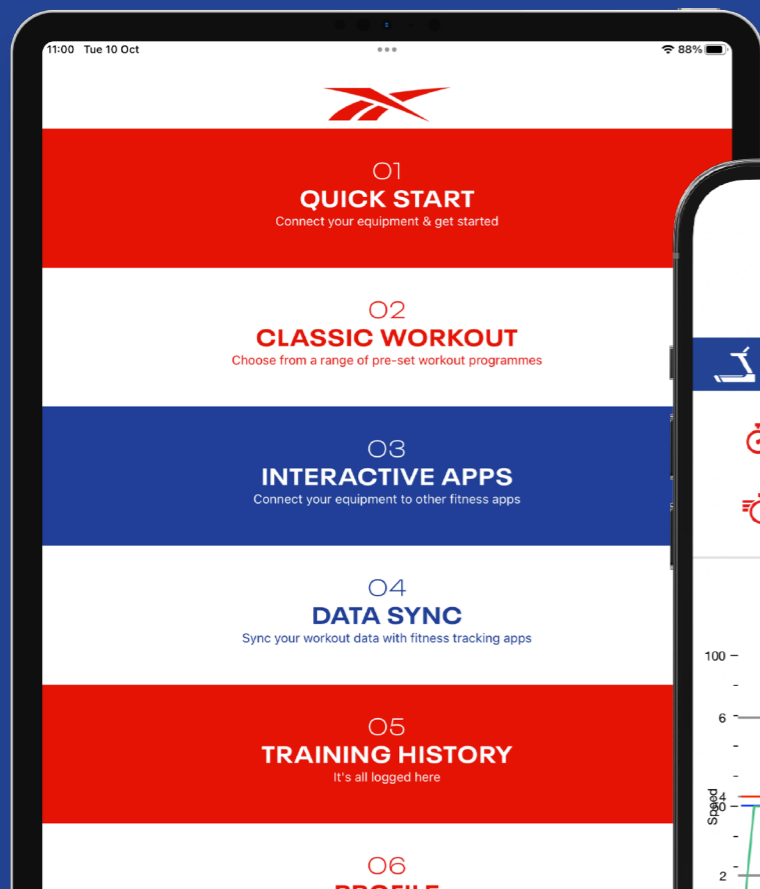 11:00 Tue 10 Oct
88%
01
QUICK START
Connect your equipment & get started
02
CLASSIC WORKOUT
Choose from a range of pre-set workout programmes
03
INTERACTIVE APPS
Connect your equipment to other fitness apps
04
DATA SYNC
Sync your workout data with fitness tracking apps
05
TRAINING HISTORY
It's all logged here
06
PROFILE
100
6
4
Speed
2